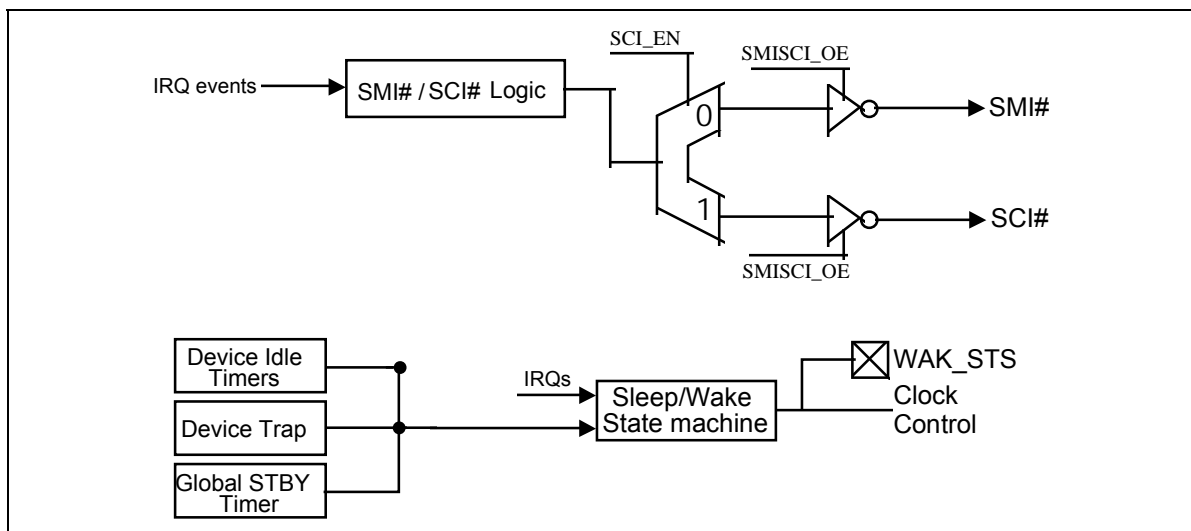 SCI_EN
SMISCI_OE
IRQ events
SMI# / SCI# Logic
0
SMI#
1
SCI#
SMISCI_OE
Device Idle
Timers
Device Trap
Global STBY
Timer
IRQs
Sleep/Wake
State machine
WAK_STS
Clock
Control